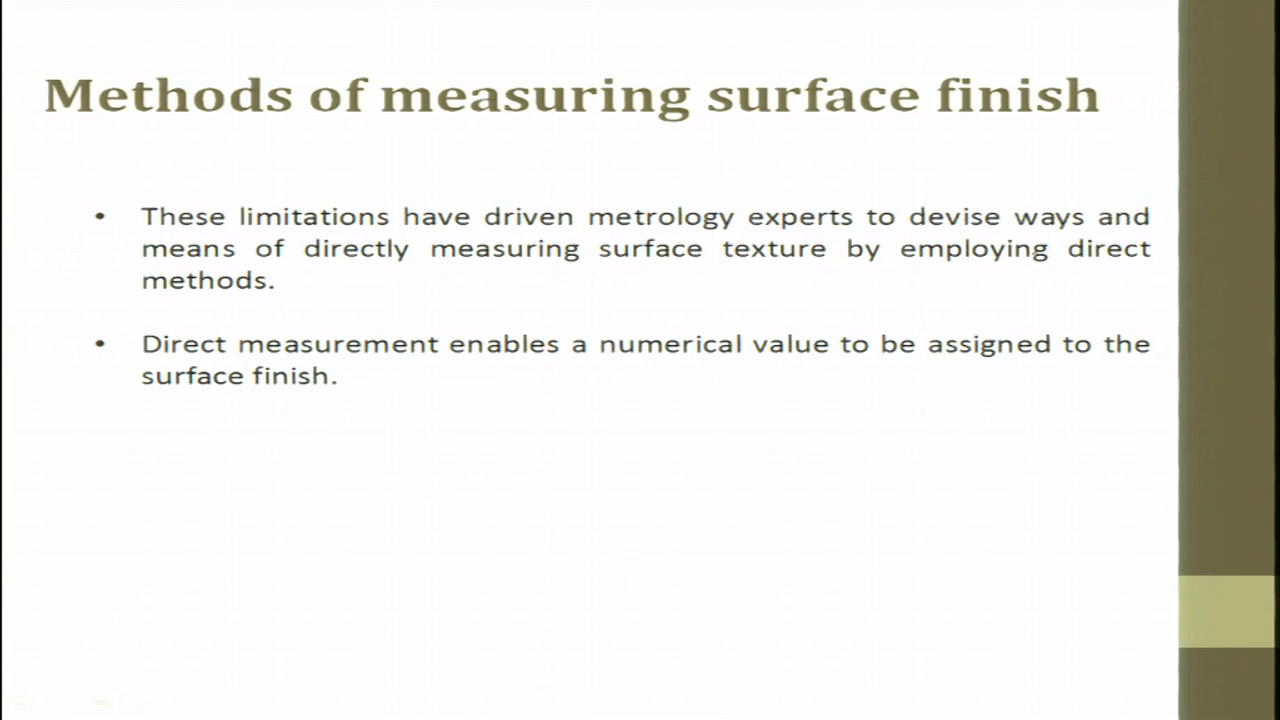 Methods of measuring surface finish
• These limitations have driven metrology experts to devise ways and
means of directly measuring surface texture by employing direct
methods.
• Direct measurement enables a numerical value to be assigned to the
surface finish.